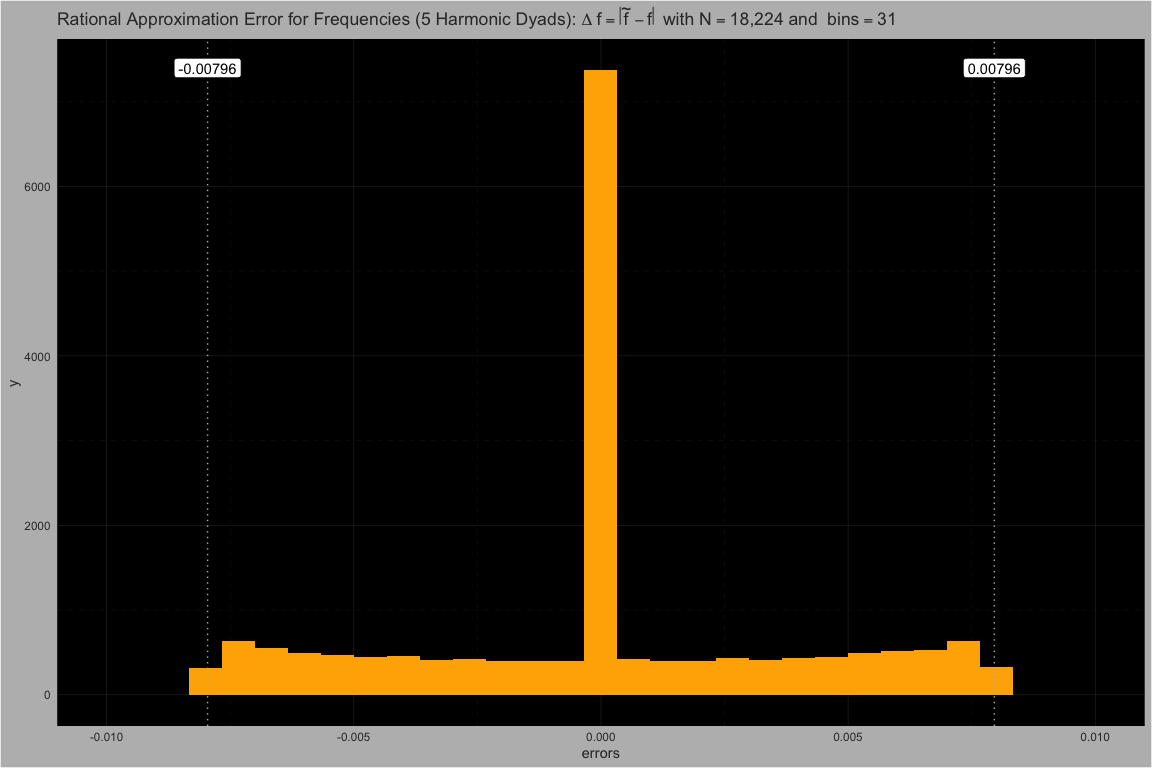 Rational Approximation Error for Frequencies (5 Harmonic Dyads): Δ f = |f̃ − f| with N = 18,224 and bins = 31
-0.00796 0.00796
6000
4000
y
2000
0
-0.010 -0.005 0.000 0.005 0.010
errors